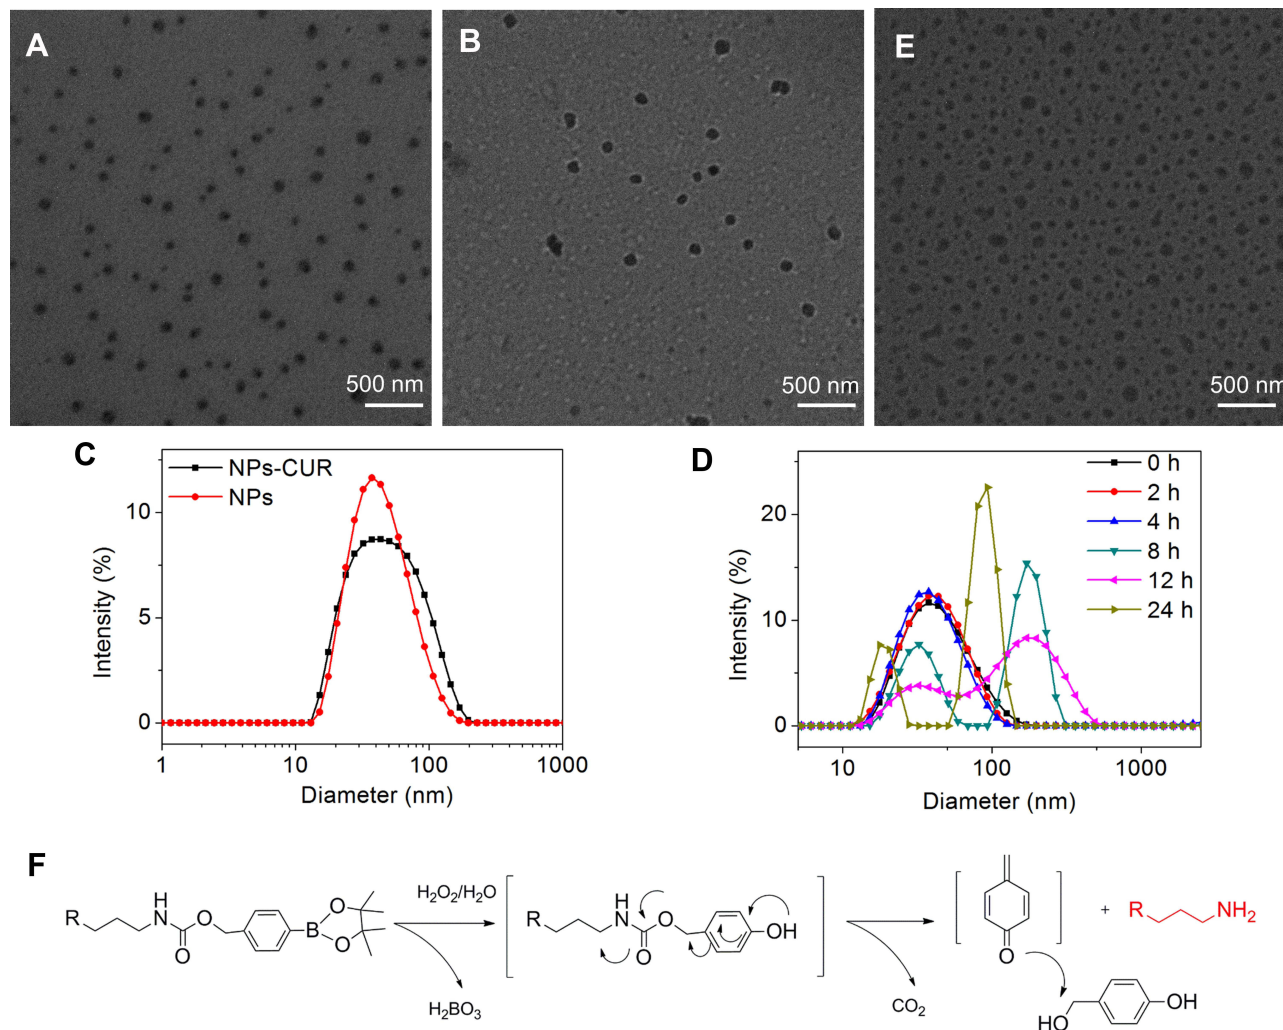 A
B
E
500 nm
500 nm
500 nm
C
NPs-CUR
NPs
10
5
0
Intensity (%)
1
10
100
1000
Diameter (nm)
D
0 h
2 h
4 h
8 h
12 h
24 h
20
10
0
Intensity (%)
10
100
1000
Diameter (nm)
F
R
H
N
O
O
B
O
O
H₂O₂/H₂O
H₂BO₃
R
H
N
O
O
OH
CO₂
O
+
R
NH₂
HO
OH